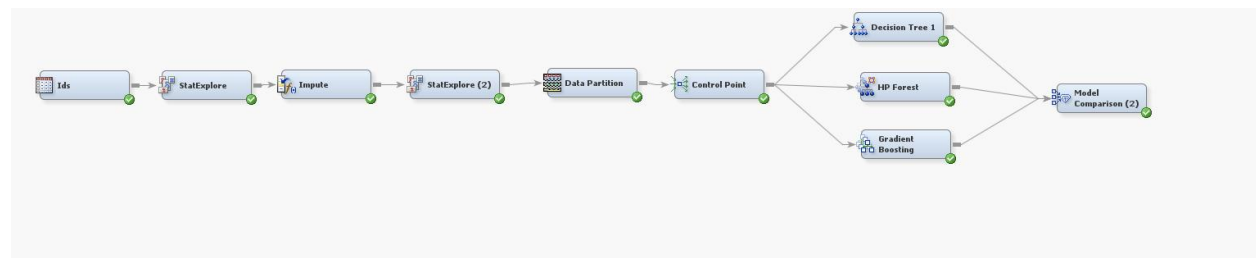 Ids
StatExplore
Impute
StatExplore (2)
Data Partition
Control Point
Decision Tree 1
HP Forest
Gradient
Boosting
Model
Comparison (2)